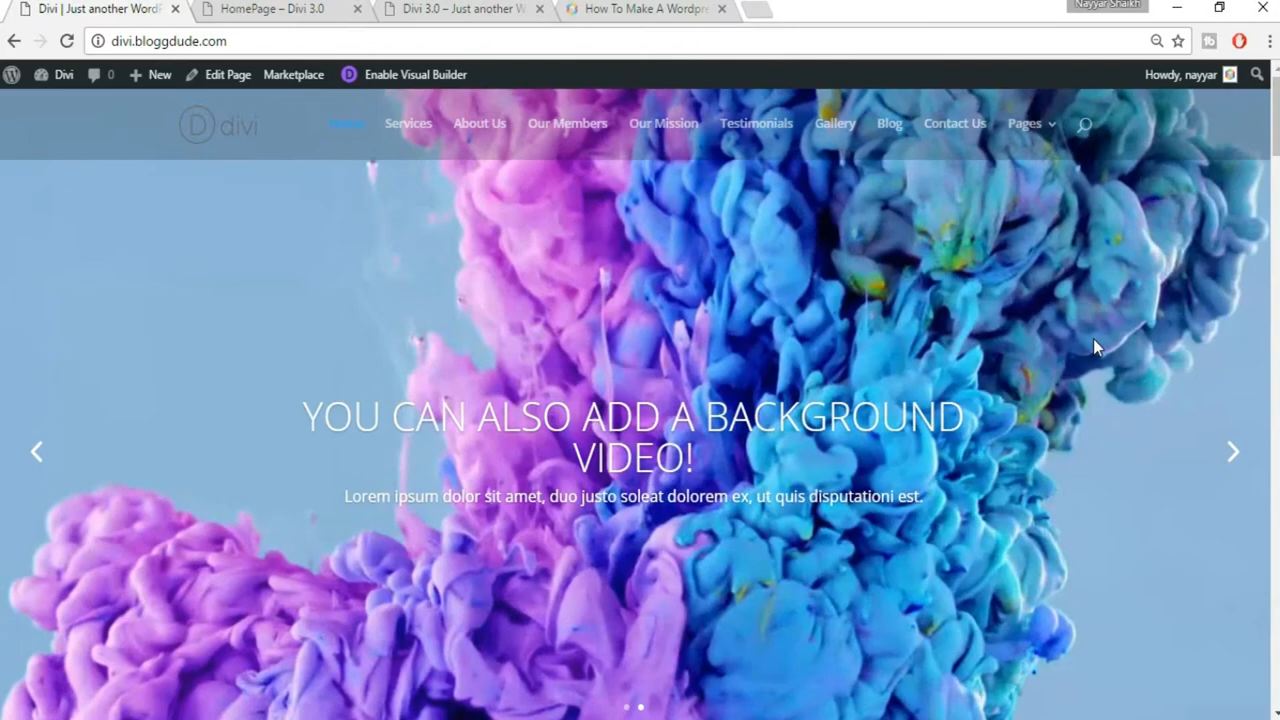 Nayyar Shaikh
Divi | Just another WordP
HomePage – Divi 3.0
Divi 3.0 – Just another W
How To Make A Wordpre
divi.bloggdude.com
Divi
0
New
Edit Page
Marketplace
D
Enable Visual Builder
Howdy, nayyar
D divi
Home
Services
About Us
Our Members
Our Mission
Testimonials
Gallery
Blog
Contact Us
Pages
YOU CAN ALSO ADD A BACKGROUND
VIDEO!
Lorem ipsum dolor sit amet, duo justo soleat dolorem ex, ut quis disputationi est.